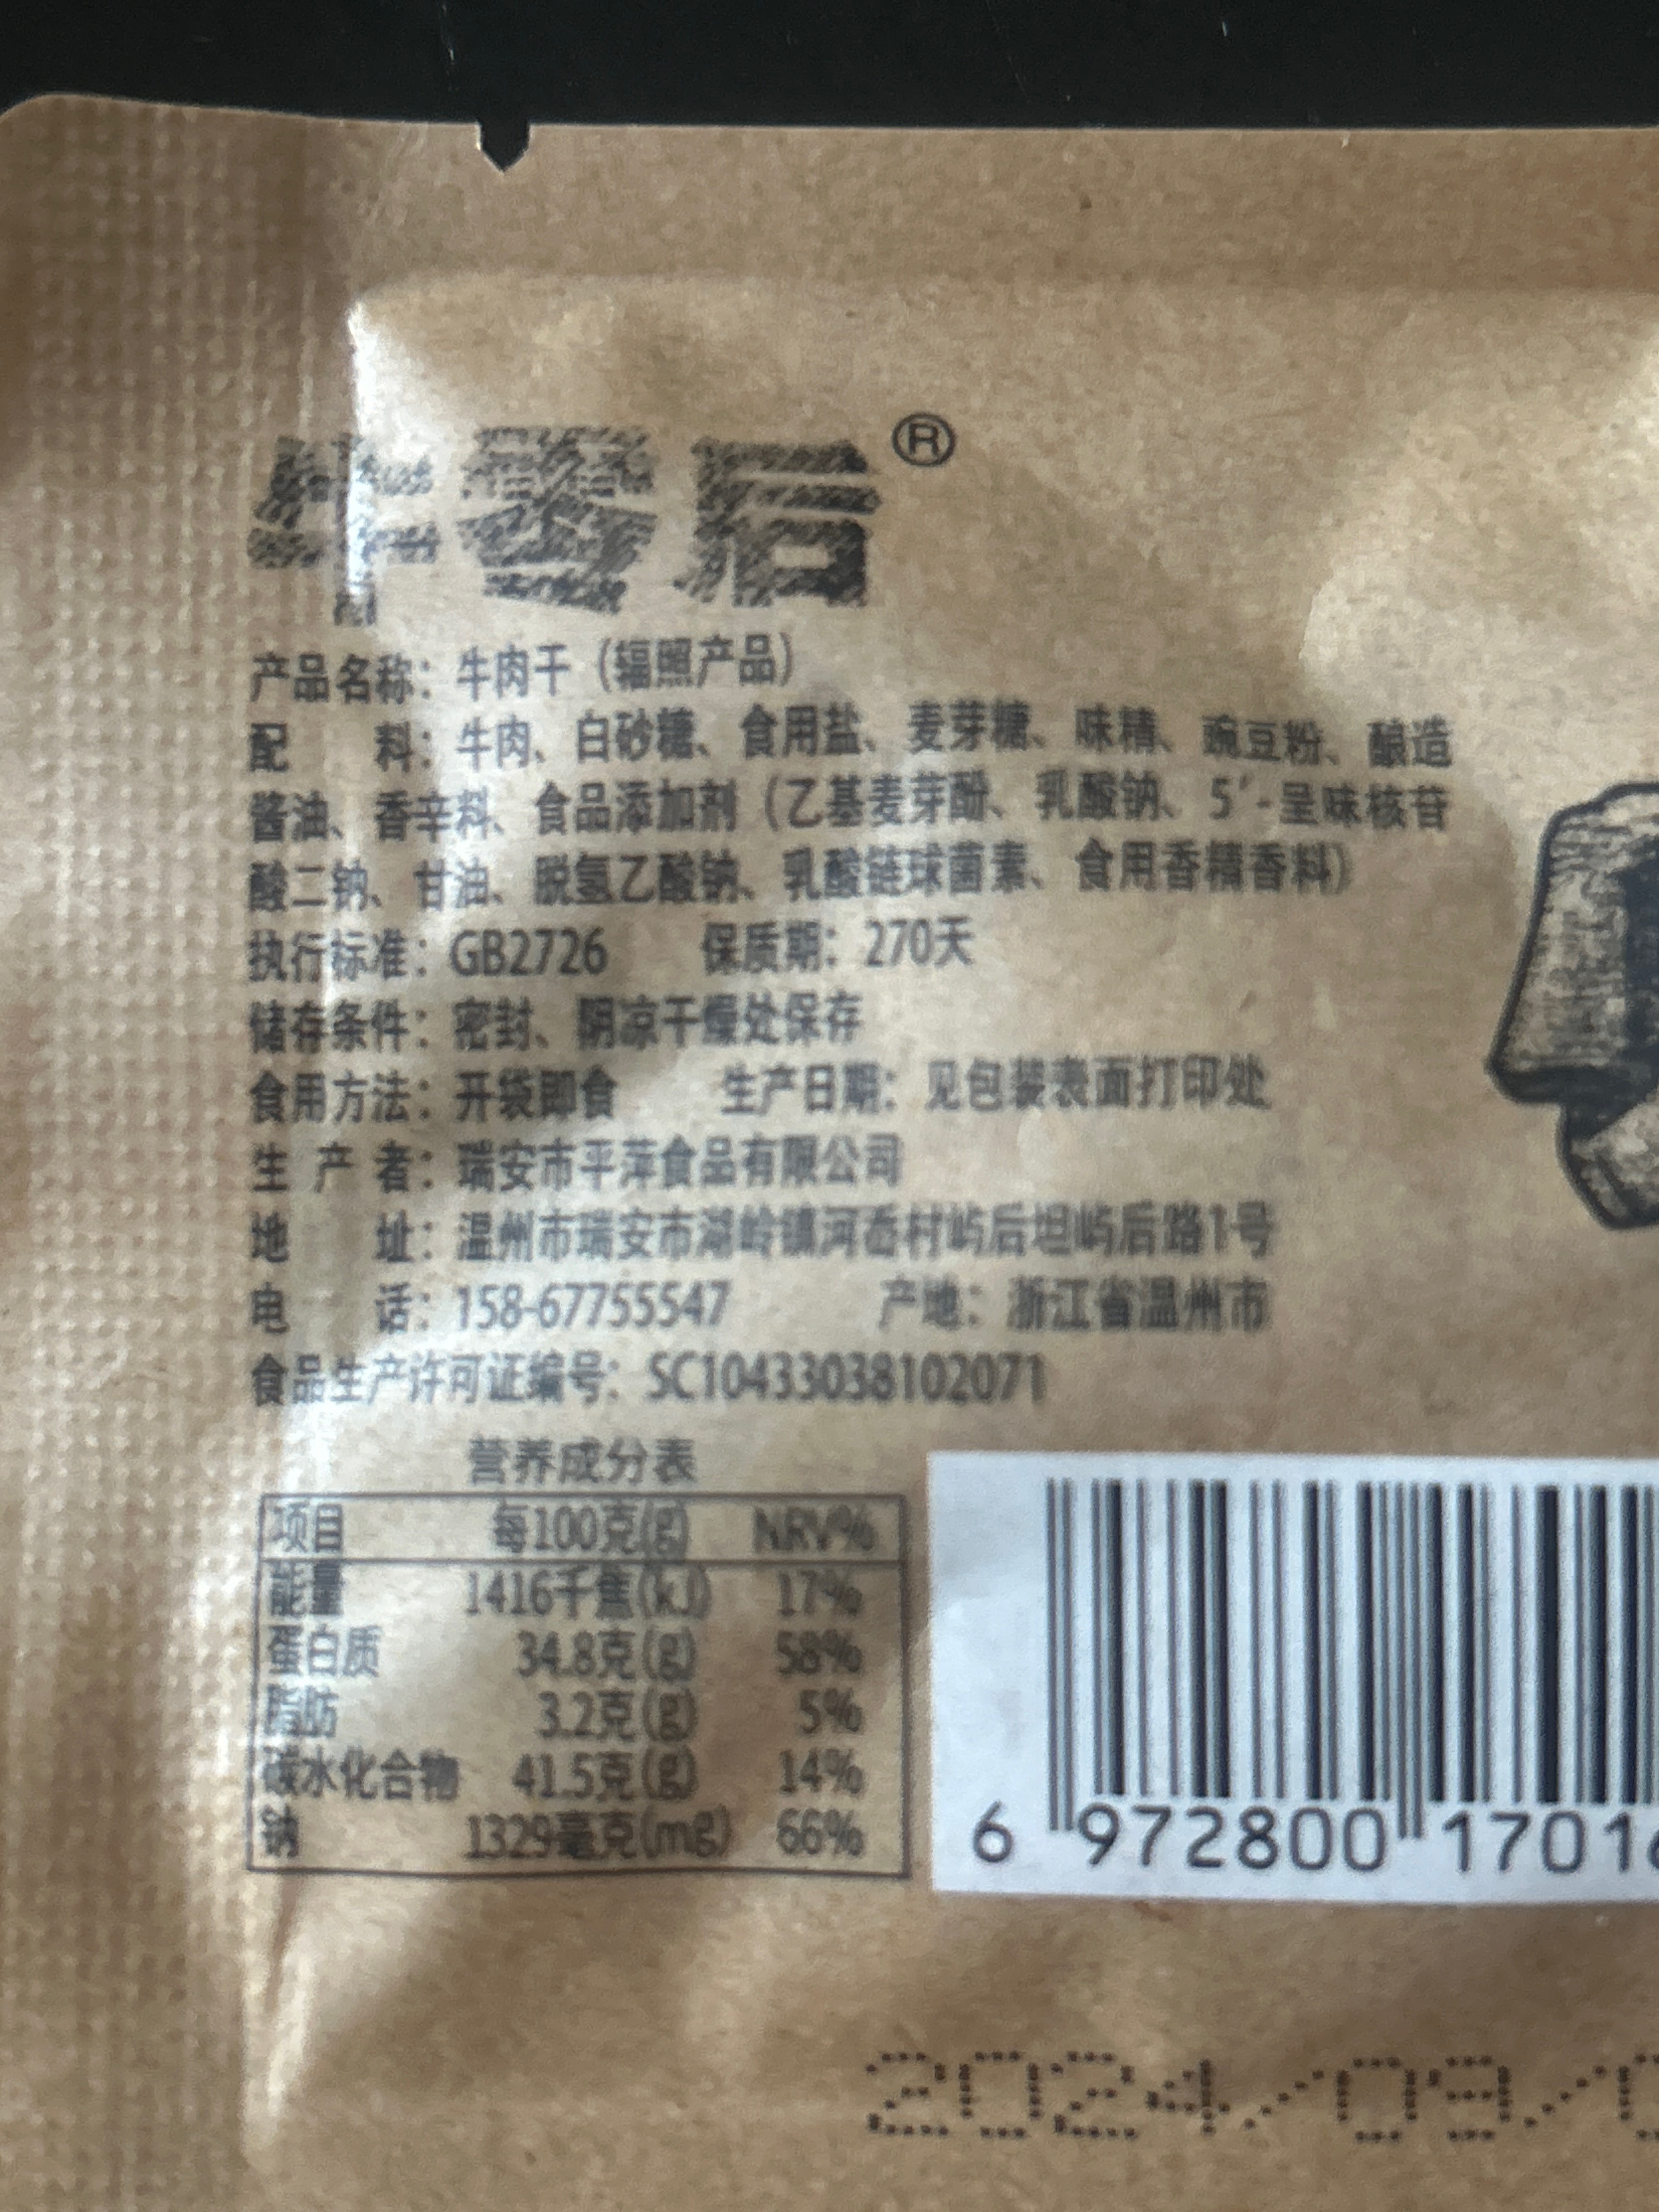 牛零后®
产品名称：牛肉干（辐照产品）
配 料：牛肉、白砂糖、食用盐、麦芽糖、味精、豌豆粉、酿造
酱油、香辛料、食品添加剂（乙基麦芽酚、乳酸钠、5′-呈味核苷
酸二钠、甘油、脱氢乙酸钠、乳酸链球菌素、食用香精香料）
执行标准：GB2726 保质期：270天
储存条件：密封、阴凉干燥处保存
食用方法：开袋即食 生产日期：见包装表面打印处
生 产 者：瑞安市平萍食品有限公司
地 址：温州市瑞安市湖岭镇河岙村屿后坦屿后路1号
电 话：158-67755547 产地：浙江省温州市
食品生产许可证编号：SC10433038102071
营养成分表
项目 每100克(g) NRV%
能量 1416千焦(kJ) 17%
蛋白质 34.8克(g) 58%
脂肪 3.2克(g) 5%
碳水化合物 41.5克(g) 14%
钠 1329毫克(mg) 66%
6 972800 17016
2024/09/0